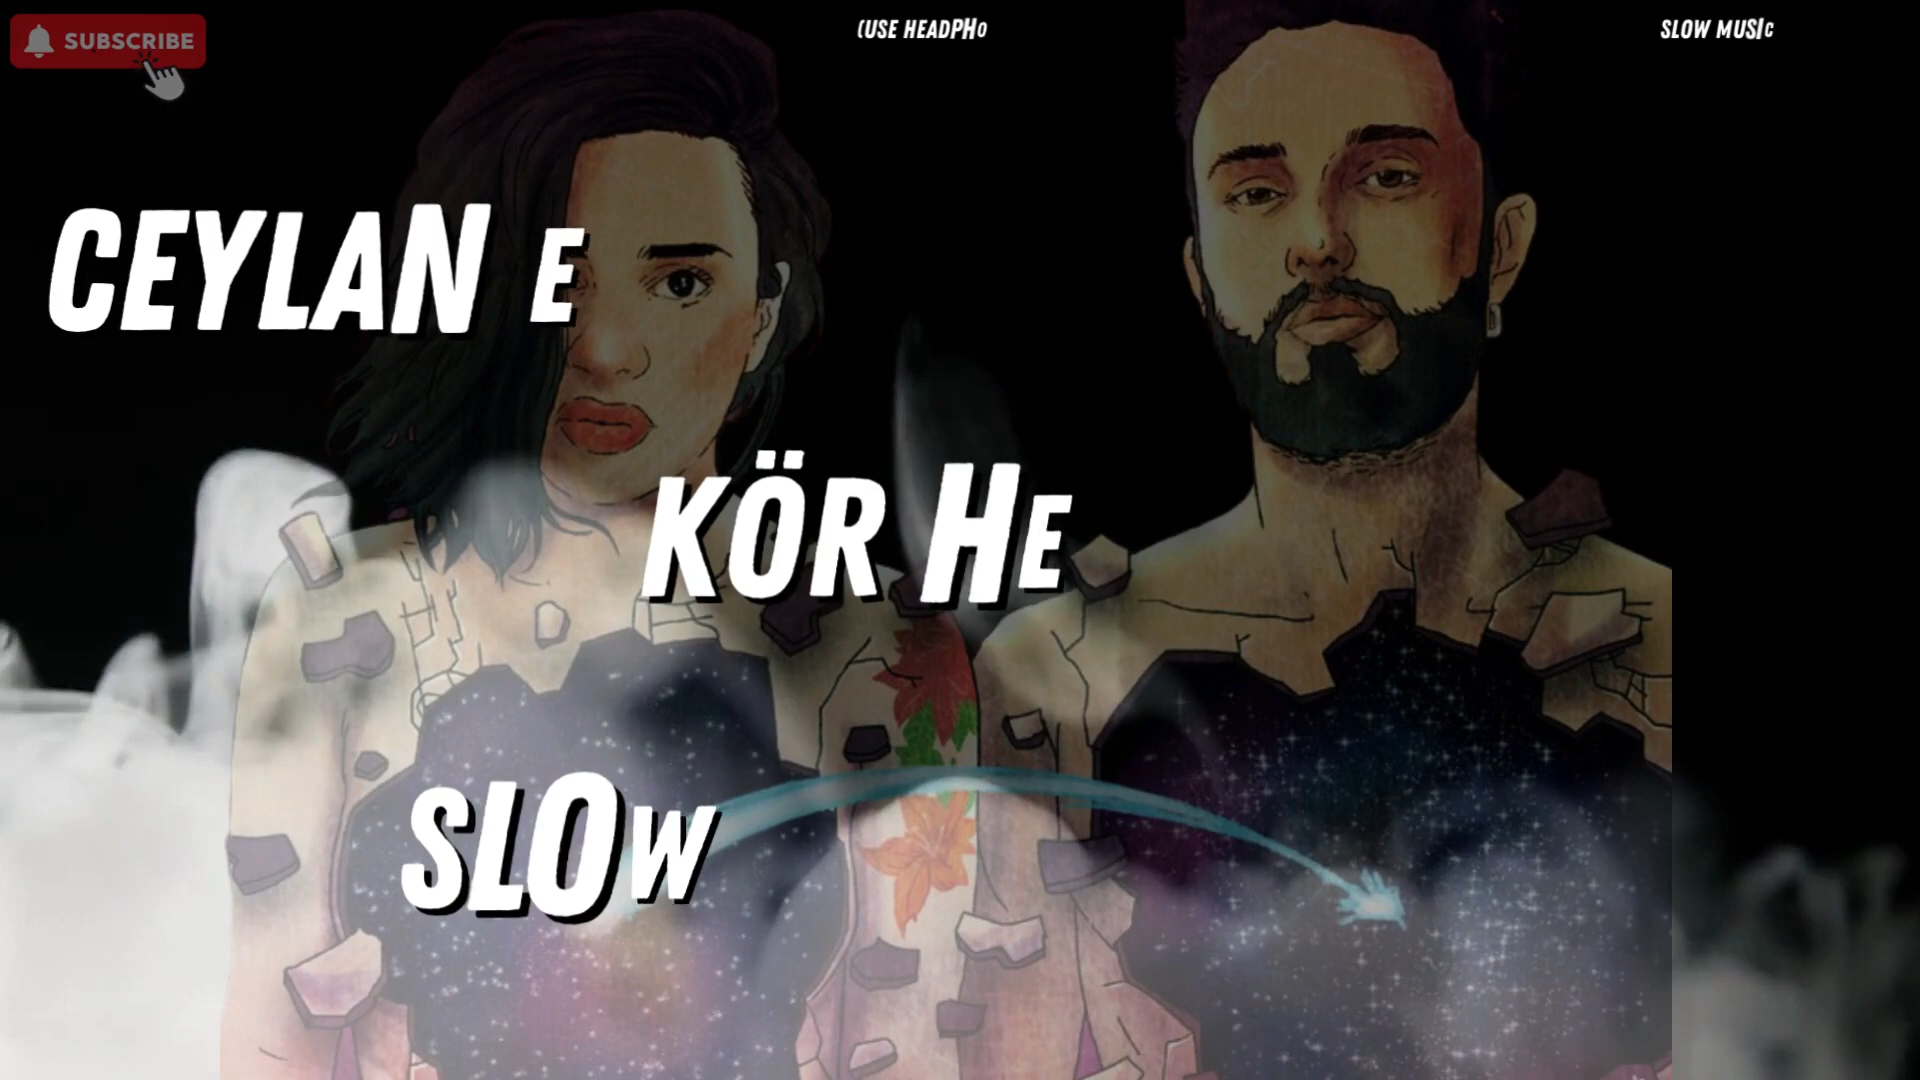 SUBSCRIBE
(USE HEADPHO
SLOW MUSIC
CEYLAN E
KÖR HE
SLOW